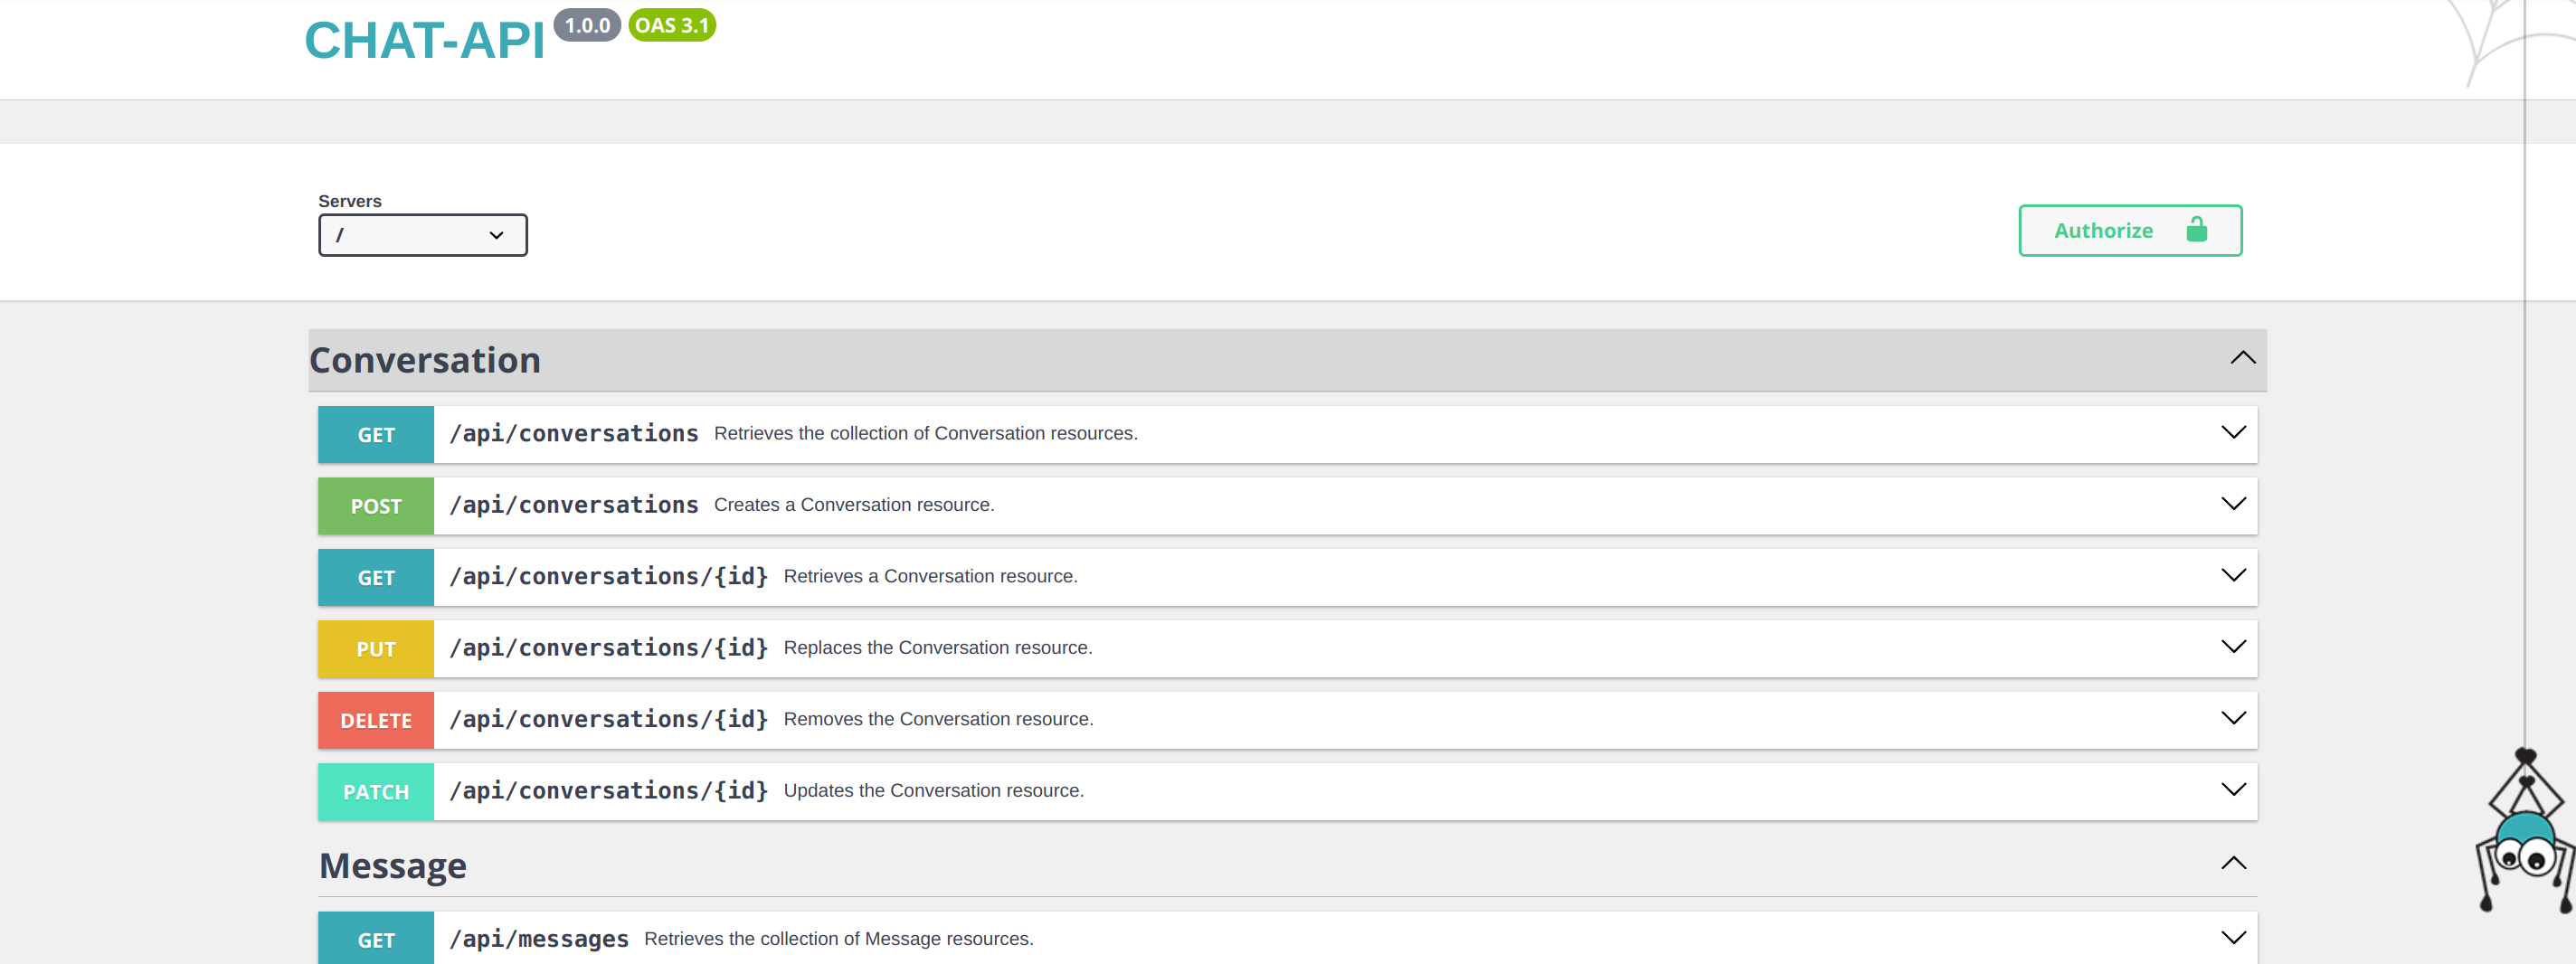 CHAT-API 1.0.0 OAS 3.1
Servers
/
Authorize
Conversation
GET /api/conversations Retrieves the collection of Conversation resources.
POST /api/conversations Creates a Conversation resource.
GET /api/conversations/{id} Retrieves a Conversation resource.
PUT /api/conversations/{id} Replaces the Conversation resource.
DELETE /api/conversations/{id} Removes the Conversation resource.
PATCH /api/conversations/{id} Updates the Conversation resource.
Message
GET /api/messages Retrieves the collection of Message resources.